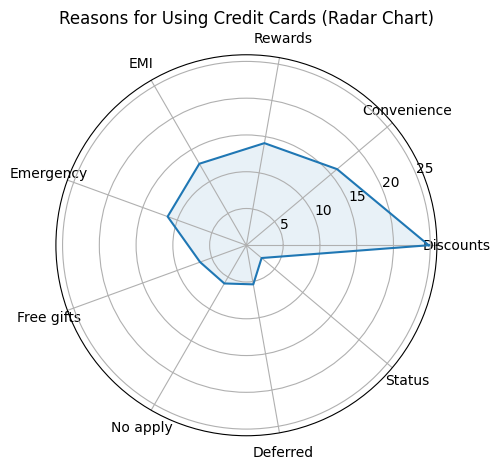 Reasons for Using Credit Cards (Radar Chart)
Rewards
EMI
Convenience
Emergency
25
20
15
10
5
Discounts
Free gifts
Status
No apply
Deferred